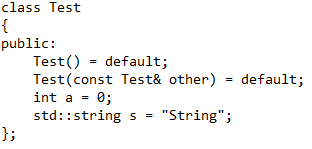 class Test
{
public:
    Test() = default;
    Test(const Test& other) = default;
    int a = 0;
    std::string s = "String";
};